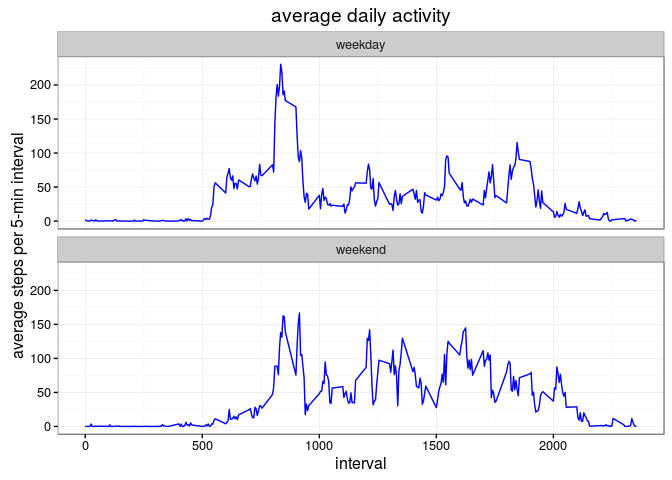 average daily activity
weekday
200
150
100
50
0
weekend
200
150
100
50
0
average steps per 5-min interval
0 500 1000 1500 2000
interval